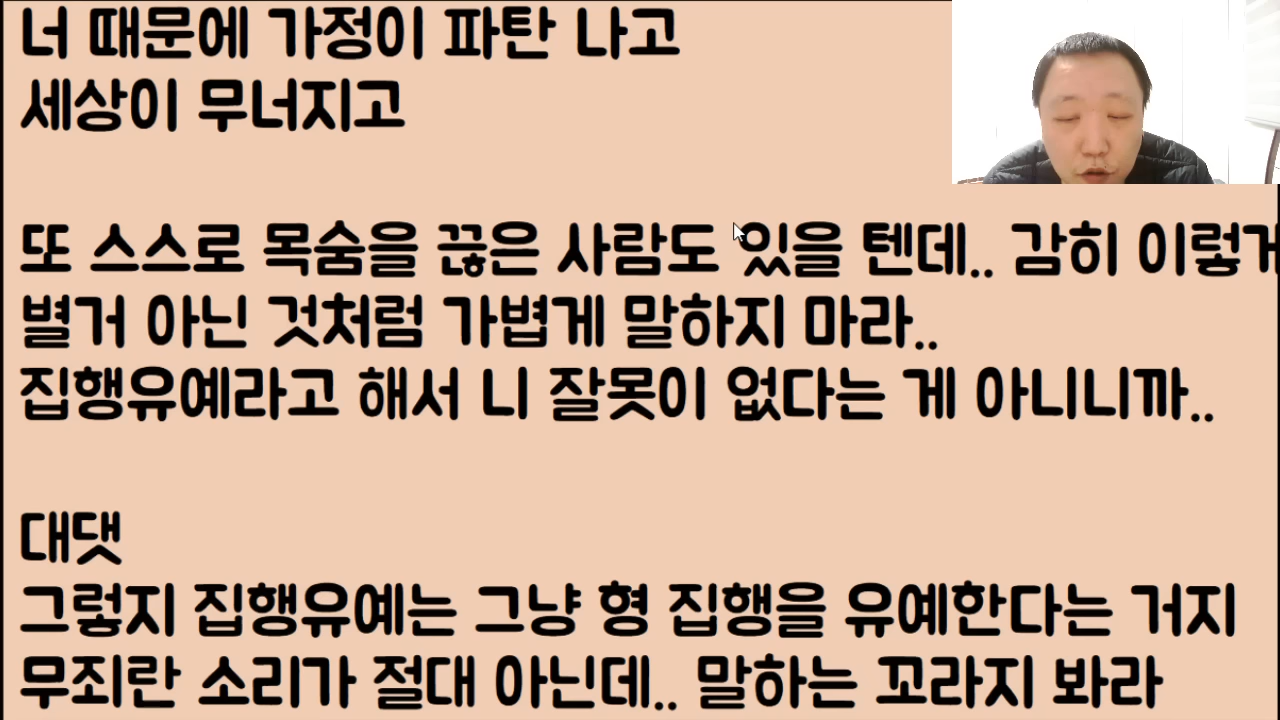 너 때문에 가정이 파탄 나고
세상이 무너지고
또 스스로 목숨을 끊은 사람도 있을 텐데.. 감히 이렇게
별거 아닌 것처럼 가볍게 말하지 마라..
집행유예라고 해서 니 잘못이 없다는 게 아니니까..
대댓
그렇지 집행유예는 그냥 형 집행을 유예한다는 거지
무죄란 소리가 절대 아닌데.. 말하는 꼬라지 봐라